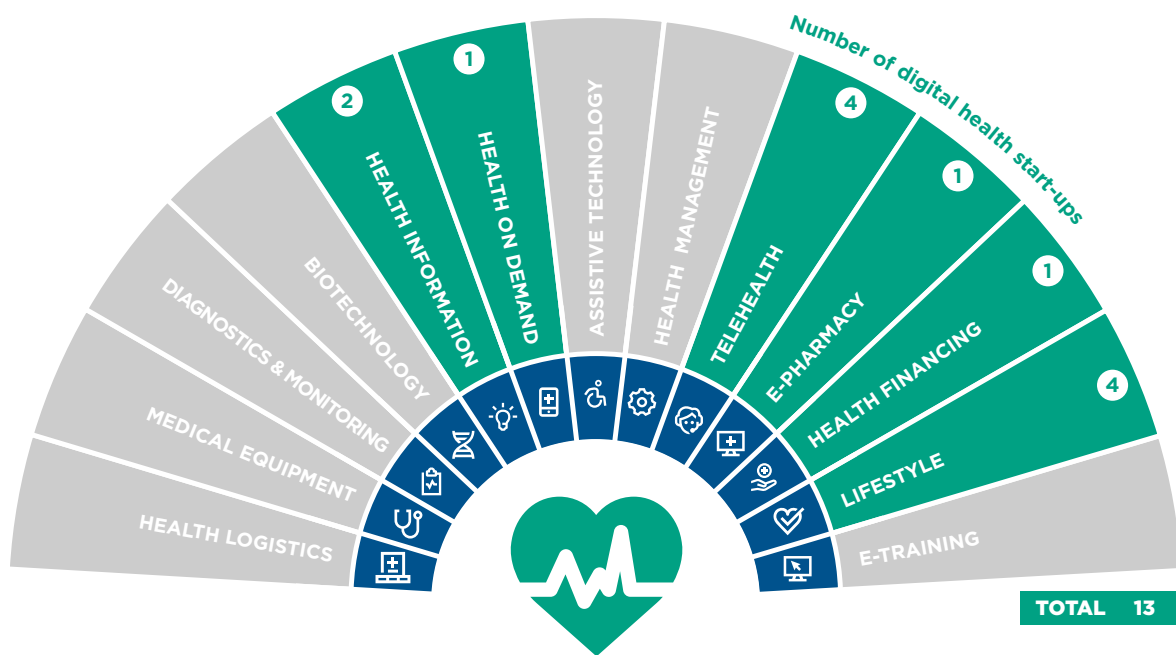 Number of digital health start-ups
HEALTH LOGISTICS
MEDICAL EQUIPMENT
DIAGNOSTICS & MONITORING
BIOTECHNOLOGY
2
HEALTH INFORMATION
1
HEALTH ON DEMAND
ASSISTIVE TECHNOLOGY
HEALTH MANAGEMENT
4
TELEHEALTH
1
E-PHARMACY
1
HEALTH FINANCING
4
LIFESTYLE
E-TRAINING
TOTAL 13